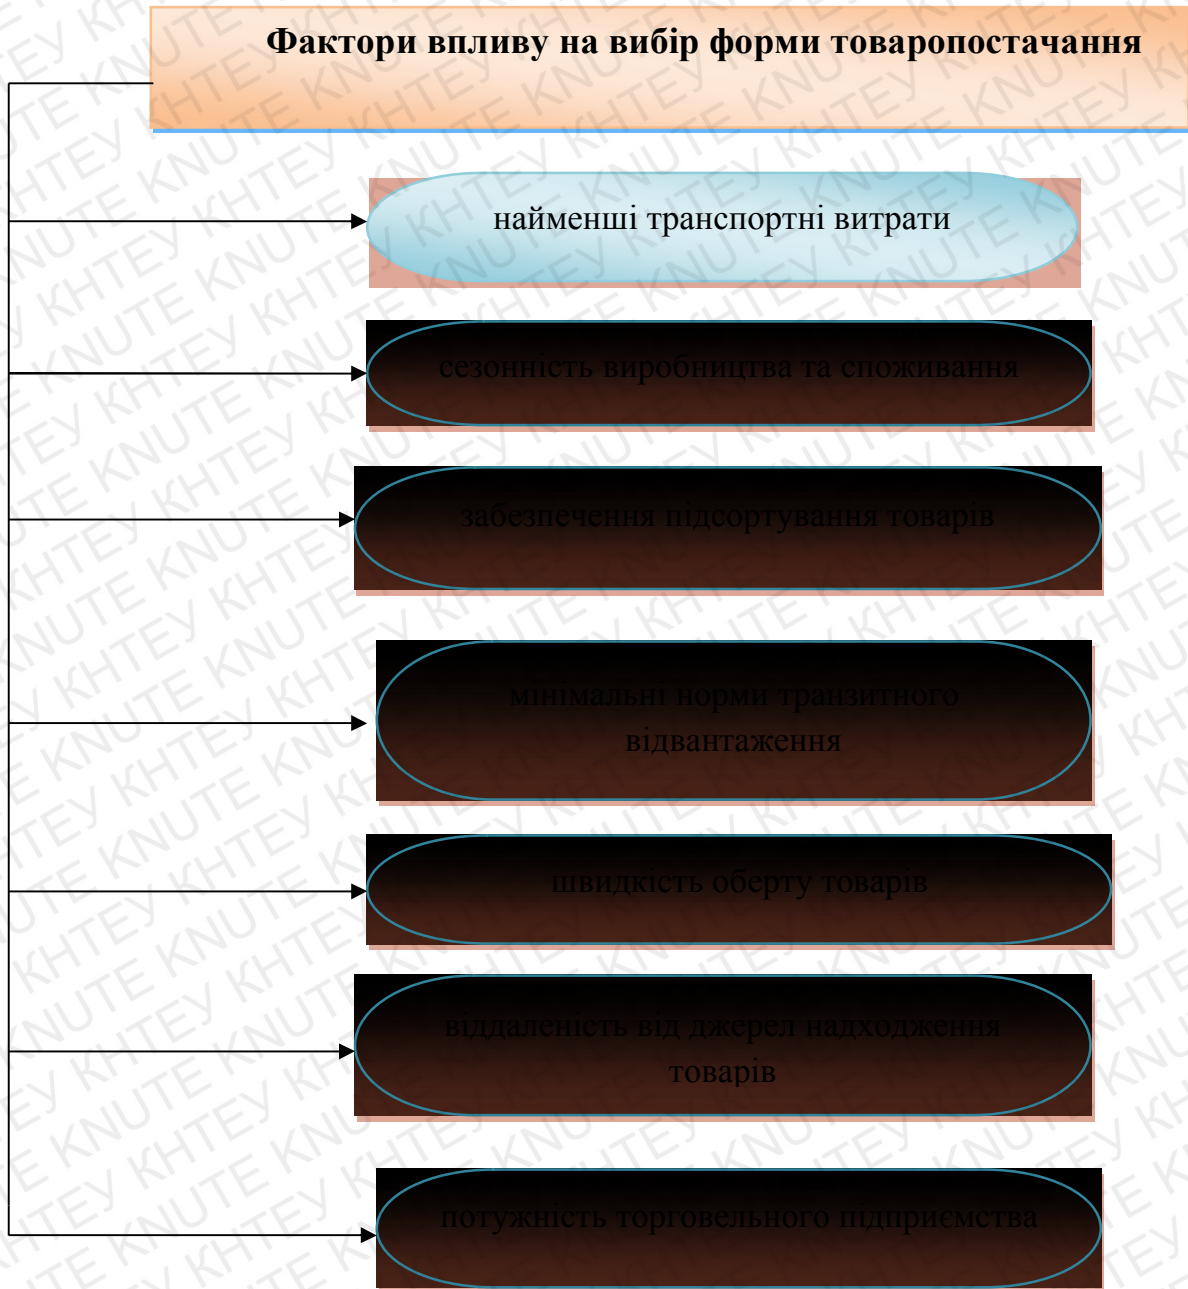 Фактори впливу на вибір форми товаропостачання
найменші транспортні витрати
сезонність виробництва та споживання
забезпечення підсортування товарів
мінімальні норми транзитного
відвантаження
швидкість оберту товарів
віддаленість від джерел надходження
товарів
потужність торговельного підприємства